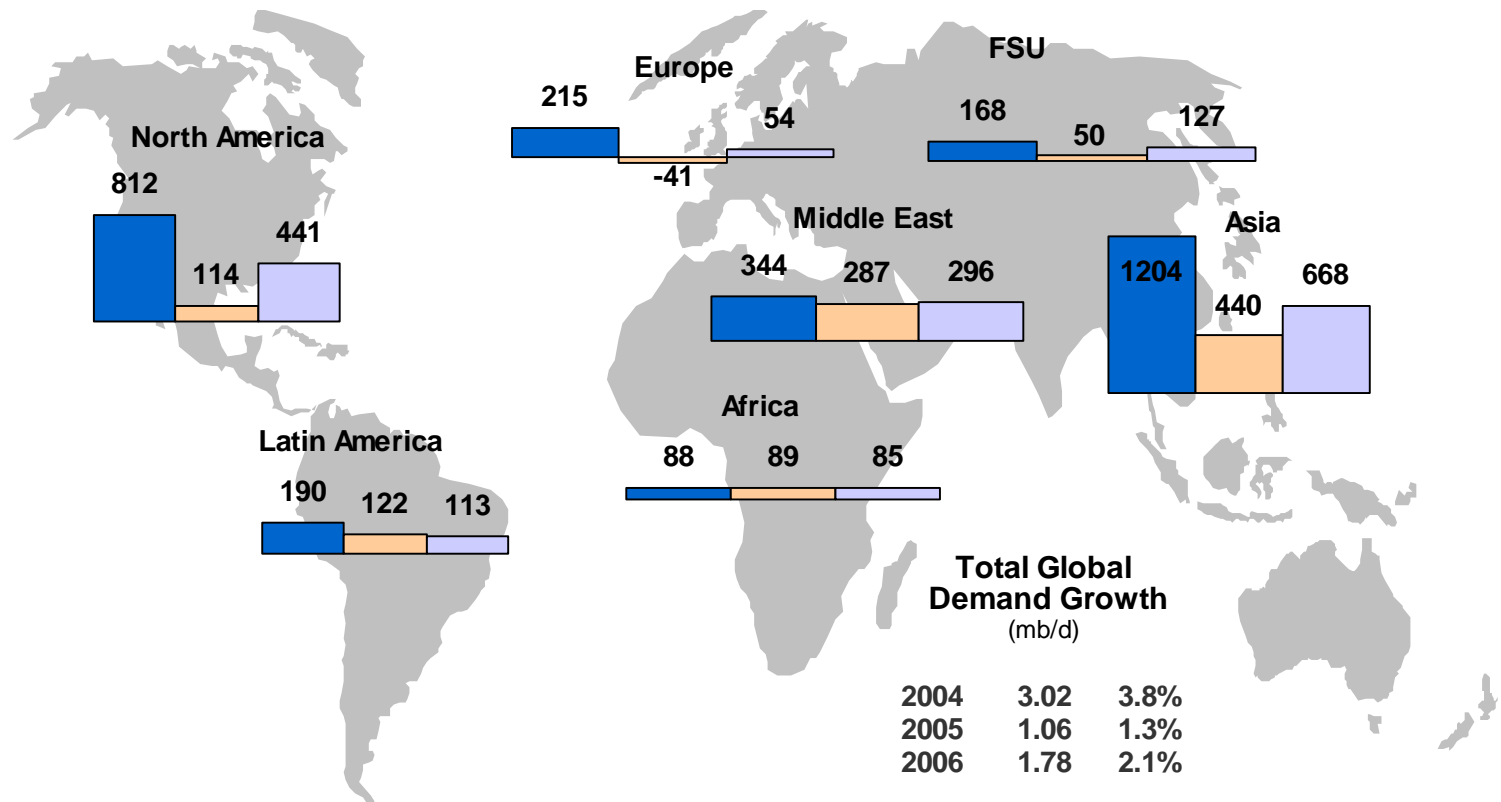 FSU
Europe
215
54
-41
168
50
127
North America
812
114
441
Middle East
344
287
296
Asia
1204
440
668
Africa
88
89
85
Latin America
190
122
113
Total Global
Demand Growth
(mb/d)
2004 3.02 3.8%
2005 1.06 1.3%
2006 1.78 2.1%